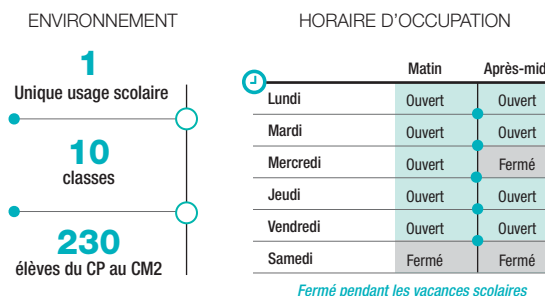 ENVIRONNEMENT
1
Unique usage scolaire
10
classes
230
élèves du CP au CM2
HORAIRE D'OCCUPATION
Matin Après-midi
Lundi Ouvert Ouvert
Mardi Ouvert Ouvert
Mercredi Ouvert Fermé
Jeudi Ouvert Ouvert
Vendredi Ouvert Ouvert
Samedi Fermé Fermé
Fermé pendant les vacances scolaires